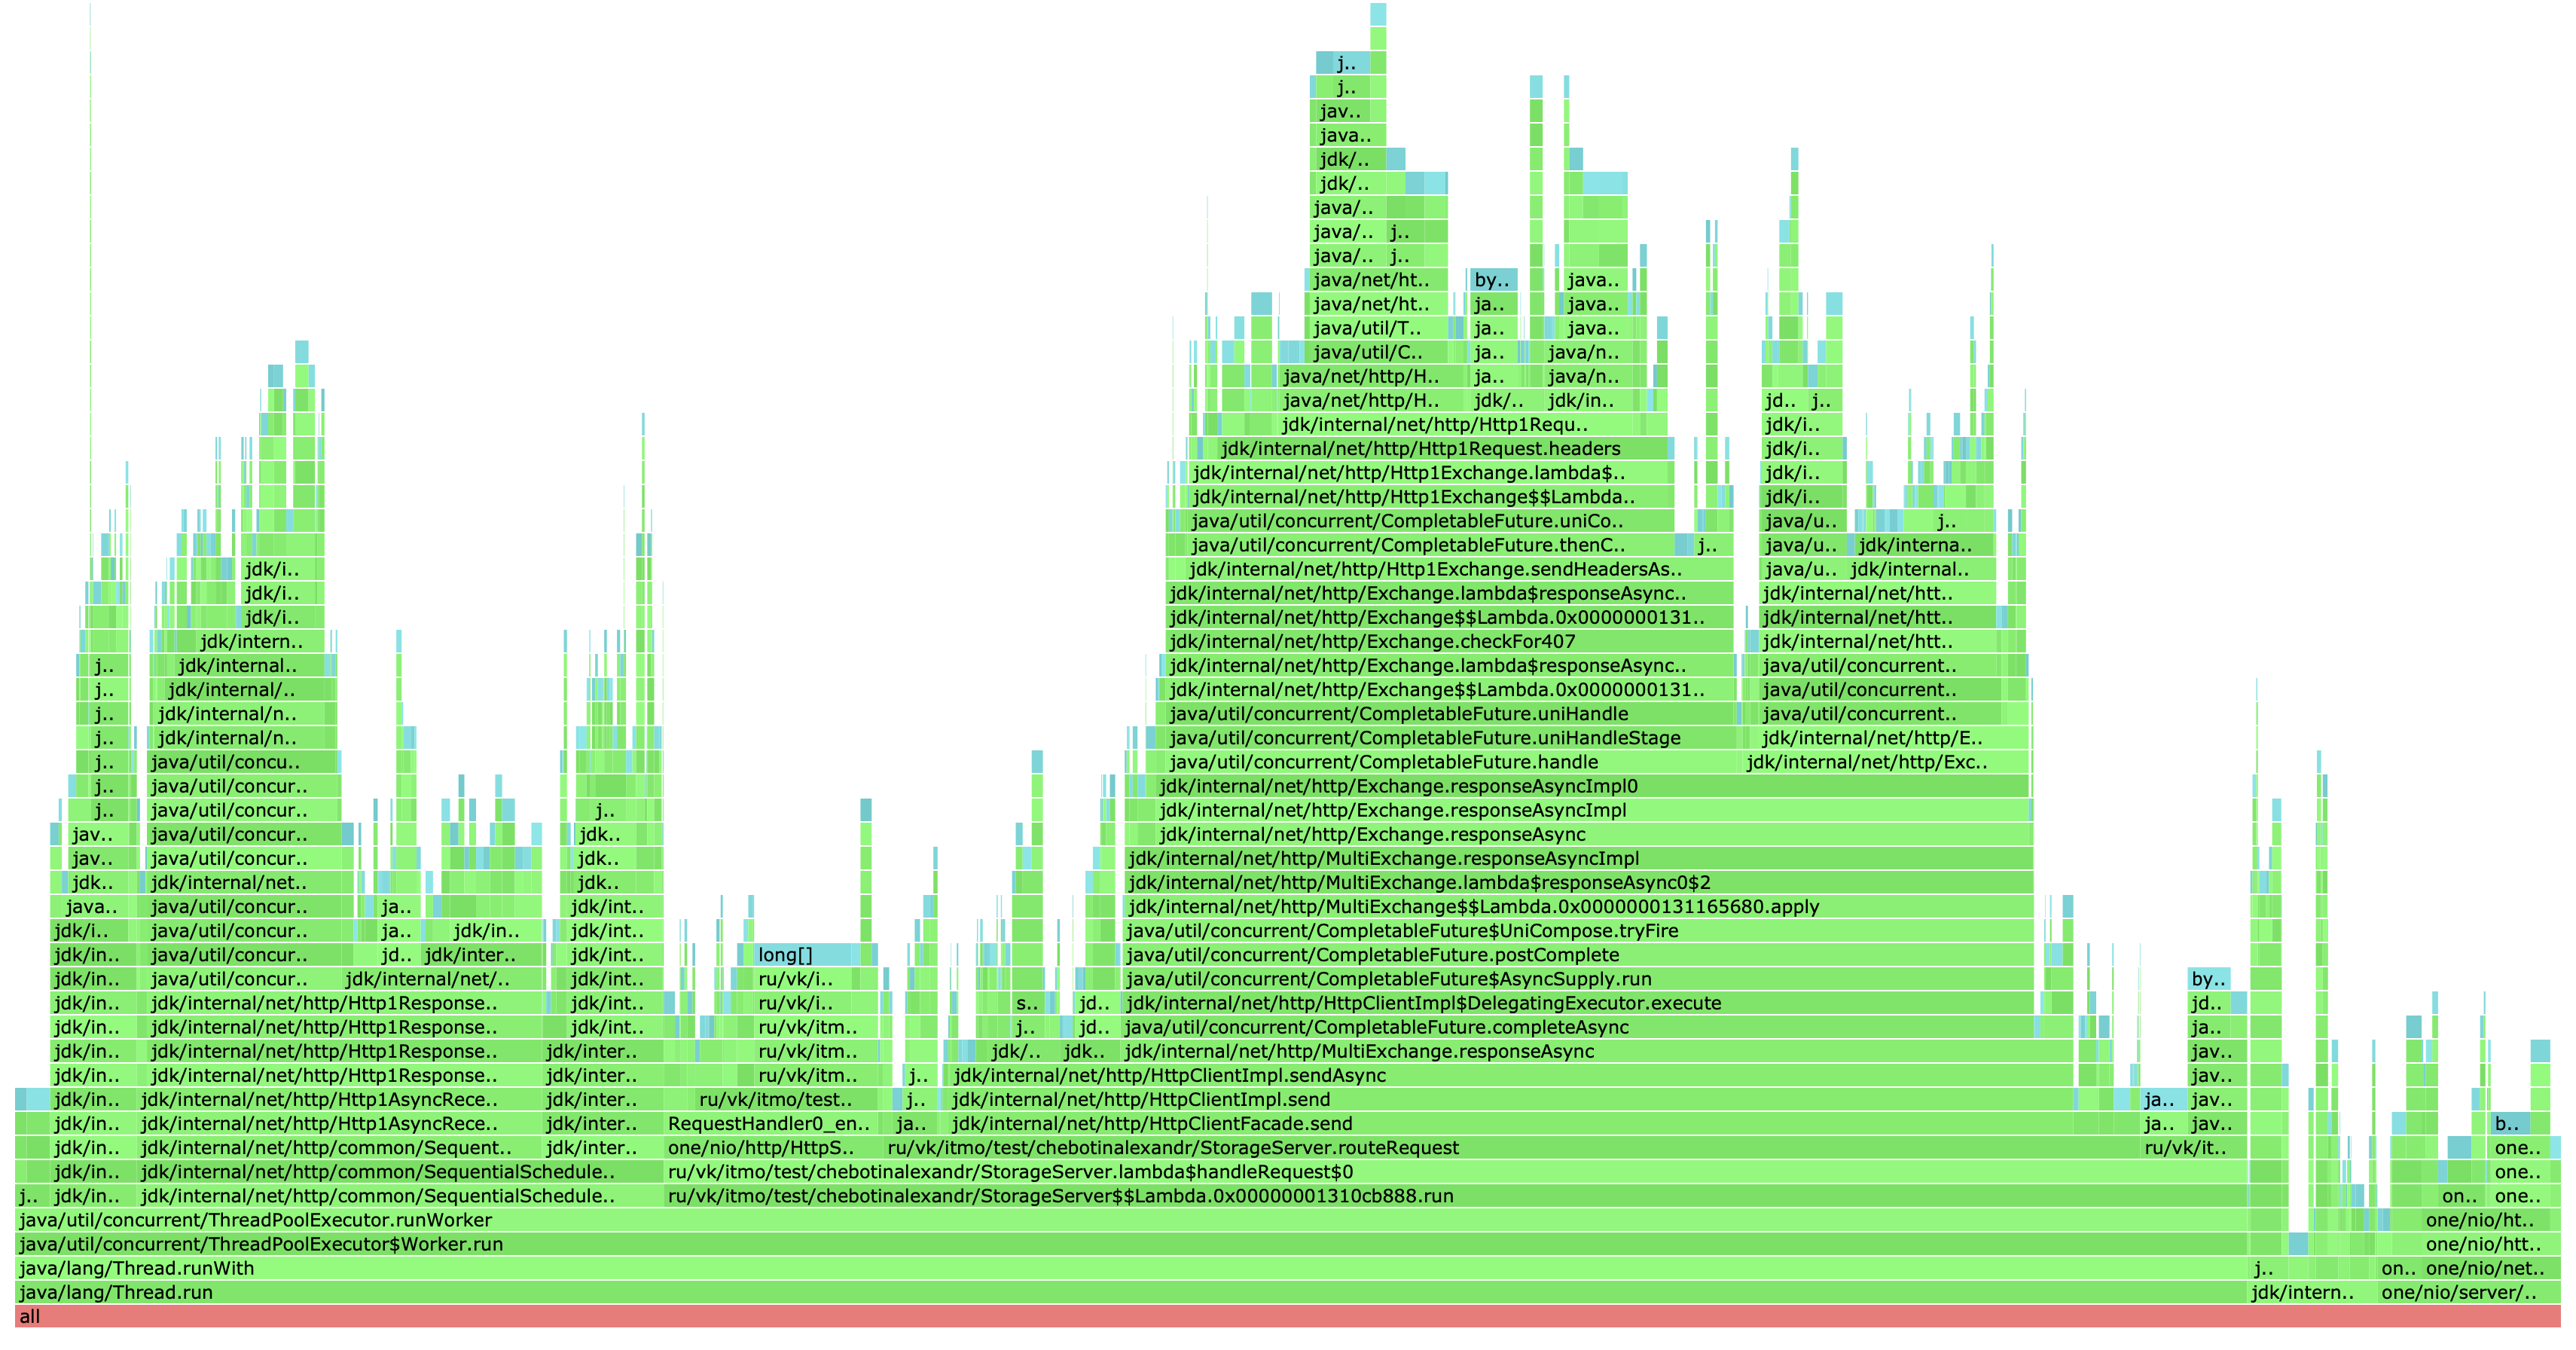 j..
j..
jav..
java..
jdk/..
jdk/..
java/..
java/.. j..
java/.. j..
java/net/ht.. by.. java..
java/net/ht.. ja.. java..
java/util/T.. ja.. java..
java/util/C.. ja.. java/n..
java/net/http/H.. ja.. java/n..
java/net/http/H.. jdk/.. jdk/in.. jd.. j..
jdk/internal/net/http/Http1Requ.. jdk/i..
jdk/internal/net/http/Http1Request.headers jdk/i..
jdk/internal/net/http/Http1Exchange.lambda$.. jdk/i..
jdk/internal/net/http/Http1Exchange$$Lambda.. jdk/i..
java/util/concurrent/CompletableFuture.uniCo.. java/u.. j..
java/util/concurrent/CompletableFuture.thenC.. j.. java/u.. jdk/interna..
jdk/i.. jdk/internal/net/http/Http1Exchange.sendHeadersAs.. java/u.. jdk/internal..
jdk/i.. jdk/internal/net/http/Exchange.lambda$responseAsync.. jdk/internal/net/htt..
jdk/i.. jdk/internal/net/http/Exchange$$Lambda.0x0000000131.. jdk/internal/net/htt..
jdk/intern.. jdk/internal/net/http/Exchange.checkFor407 jdk/internal/net/htt..
j.. jdk/internal.. jdk/internal/net/http/Exchange.lambda$responseAsync.. java/util/concurrent..
j.. jdk/internal/.. jdk/internal/net/http/Exchange$$Lambda.0x0000000131.. java/util/concurrent..
j.. jdk/internal/n.. java/util/concurrent/CompletableFuture.uniHandle java/util/concurrent..
j.. jdk/internal/n.. java/util/concurrent/CompletableFuture.uniHandleStage jdk/internal/net/http/E..
j.. java/util/concu.. java/util/concurrent/CompletableFuture.handle jdk/internal/net/http/Exc..
j.. java/util/concur.. jdk/internal/net/http/Exchange.responseAsyncImpl0
j.. java/util/concur.. j.. jdk/internal/net/http/Exchange.responseAsyncImpl
jav.. java/util/concur.. jdk.. jdk/internal/net/http/Exchange.responseAsync
jav.. java/util/concur.. jdk.. jdk/internal/net/http/MultiExchange.responseAsyncImpl
jdk.. jdk/internal/net.. jdk.. jdk/internal/net/http/MultiExchange.lambda$responseAsync0$2
java.. java/util/concur.. ja.. jdk/int.. jdk/internal/net/http/MultiExchange$$Lambda.0x0000000131165680.apply
jdk/i.. java/util/concur.. ja.. jdk/in.. jdk/int.. java/util/concurrent/CompletableFuture$UniCompose.tryFire
jdk/in.. java/util/concur.. jd.. jdk/inter.. jdk/int.. long[] java/util/concurrent/CompletableFuture.postComplete
jdk/in.. java/util/concur.. jdk/internal/net/.. jdk/int.. ru/vk/i.. java/util/concurrent/CompletableFuture$AsyncSupply.run by..
jdk/in.. jdk/internal/net/http/Http1Response.. jdk/int.. ru/vk/i.. s.. jd.. jdk/internal/net/http/HttpClientImpl$DelegatingExecutor.execute jd..
jdk/in.. jdk/internal/net/http/Http1Response.. jdk/int.. ru/vk/itm.. j.. jd.. java/util/concurrent/CompletableFuture.completeAsync ja..
jdk/in.. jdk/internal/net/http/Http1Response.. jdk/inter.. ru/vk/itm.. jdk/.. jdk.. jdk/internal/net/http/MultiExchange.responseAsync jav..
jdk/in.. jdk/internal/net/http/Http1Response.. jdk/inter.. ru/vk/itm.. j.. jdk/internal/net/http/HttpClientImpl.sendAsync jav..
jdk/in.. jdk/internal/net/http/Http1AsyncRece.. jdk/inter.. ru/vk/itmo/test.. j.. jdk/internal/net/http/HttpClientImpl.send ja.. jav..
jdk/in.. jdk/internal/net/http/Http1AsyncRece.. jdk/inter.. RequestHandler0_en.. ja.. jdk/internal/net/http/HttpClientFacade.send ja.. jav.. b..
jdk/in.. jdk/internal/net/http/common/Sequent.. jdk/inter.. one/nio/http/HttpS.. ru/vk/itmo/test/chebotinalexandr/StorageServer.routeRequest ru/vk/it.. one..
jdk/in.. jdk/internal/net/http/common/SequentialSchedule.. ru/vk/itmo/test/chebotinalexandr/StorageServer.lambda$handleRequest$0 one..
j.. jdk/in.. jdk/internal/net/http/common/SequentialSchedule.. ru/vk/itmo/test/chebotinalexandr/StorageServer$$Lambda.0x00000001310cb888.run on.. one..
java/util/concurrent/ThreadPoolExecutor.runWorker one/nio/ht..
java/util/concurrent/ThreadPoolExecutor$Worker.run one/nio/htt..
java/lang/Thread.runWith j.. on.. one/nio/net..
java/lang/Thread.run jdk/intern.. one/nio/server/..
all